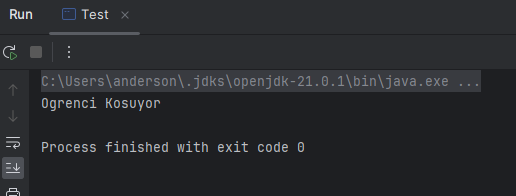 Run Test
C:\Users\anderson\.jdks\openjdk-21.0.1\bin\java.exe ...
Ogrenci Kosuyor
Process finished with exit code 0